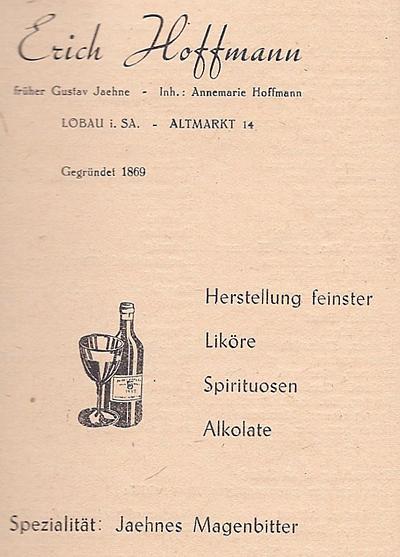 Erich Hoffmann
früher Gustav Jaehne - Inh.: Annemarie Hoffmann
LOBAU i. SA. - ALTMARKT 14
Gegründet 1869
Herstellung feinster
Liköre
Spirituosen
Alkolate
Spezialität: Jaehnes Magenbitter